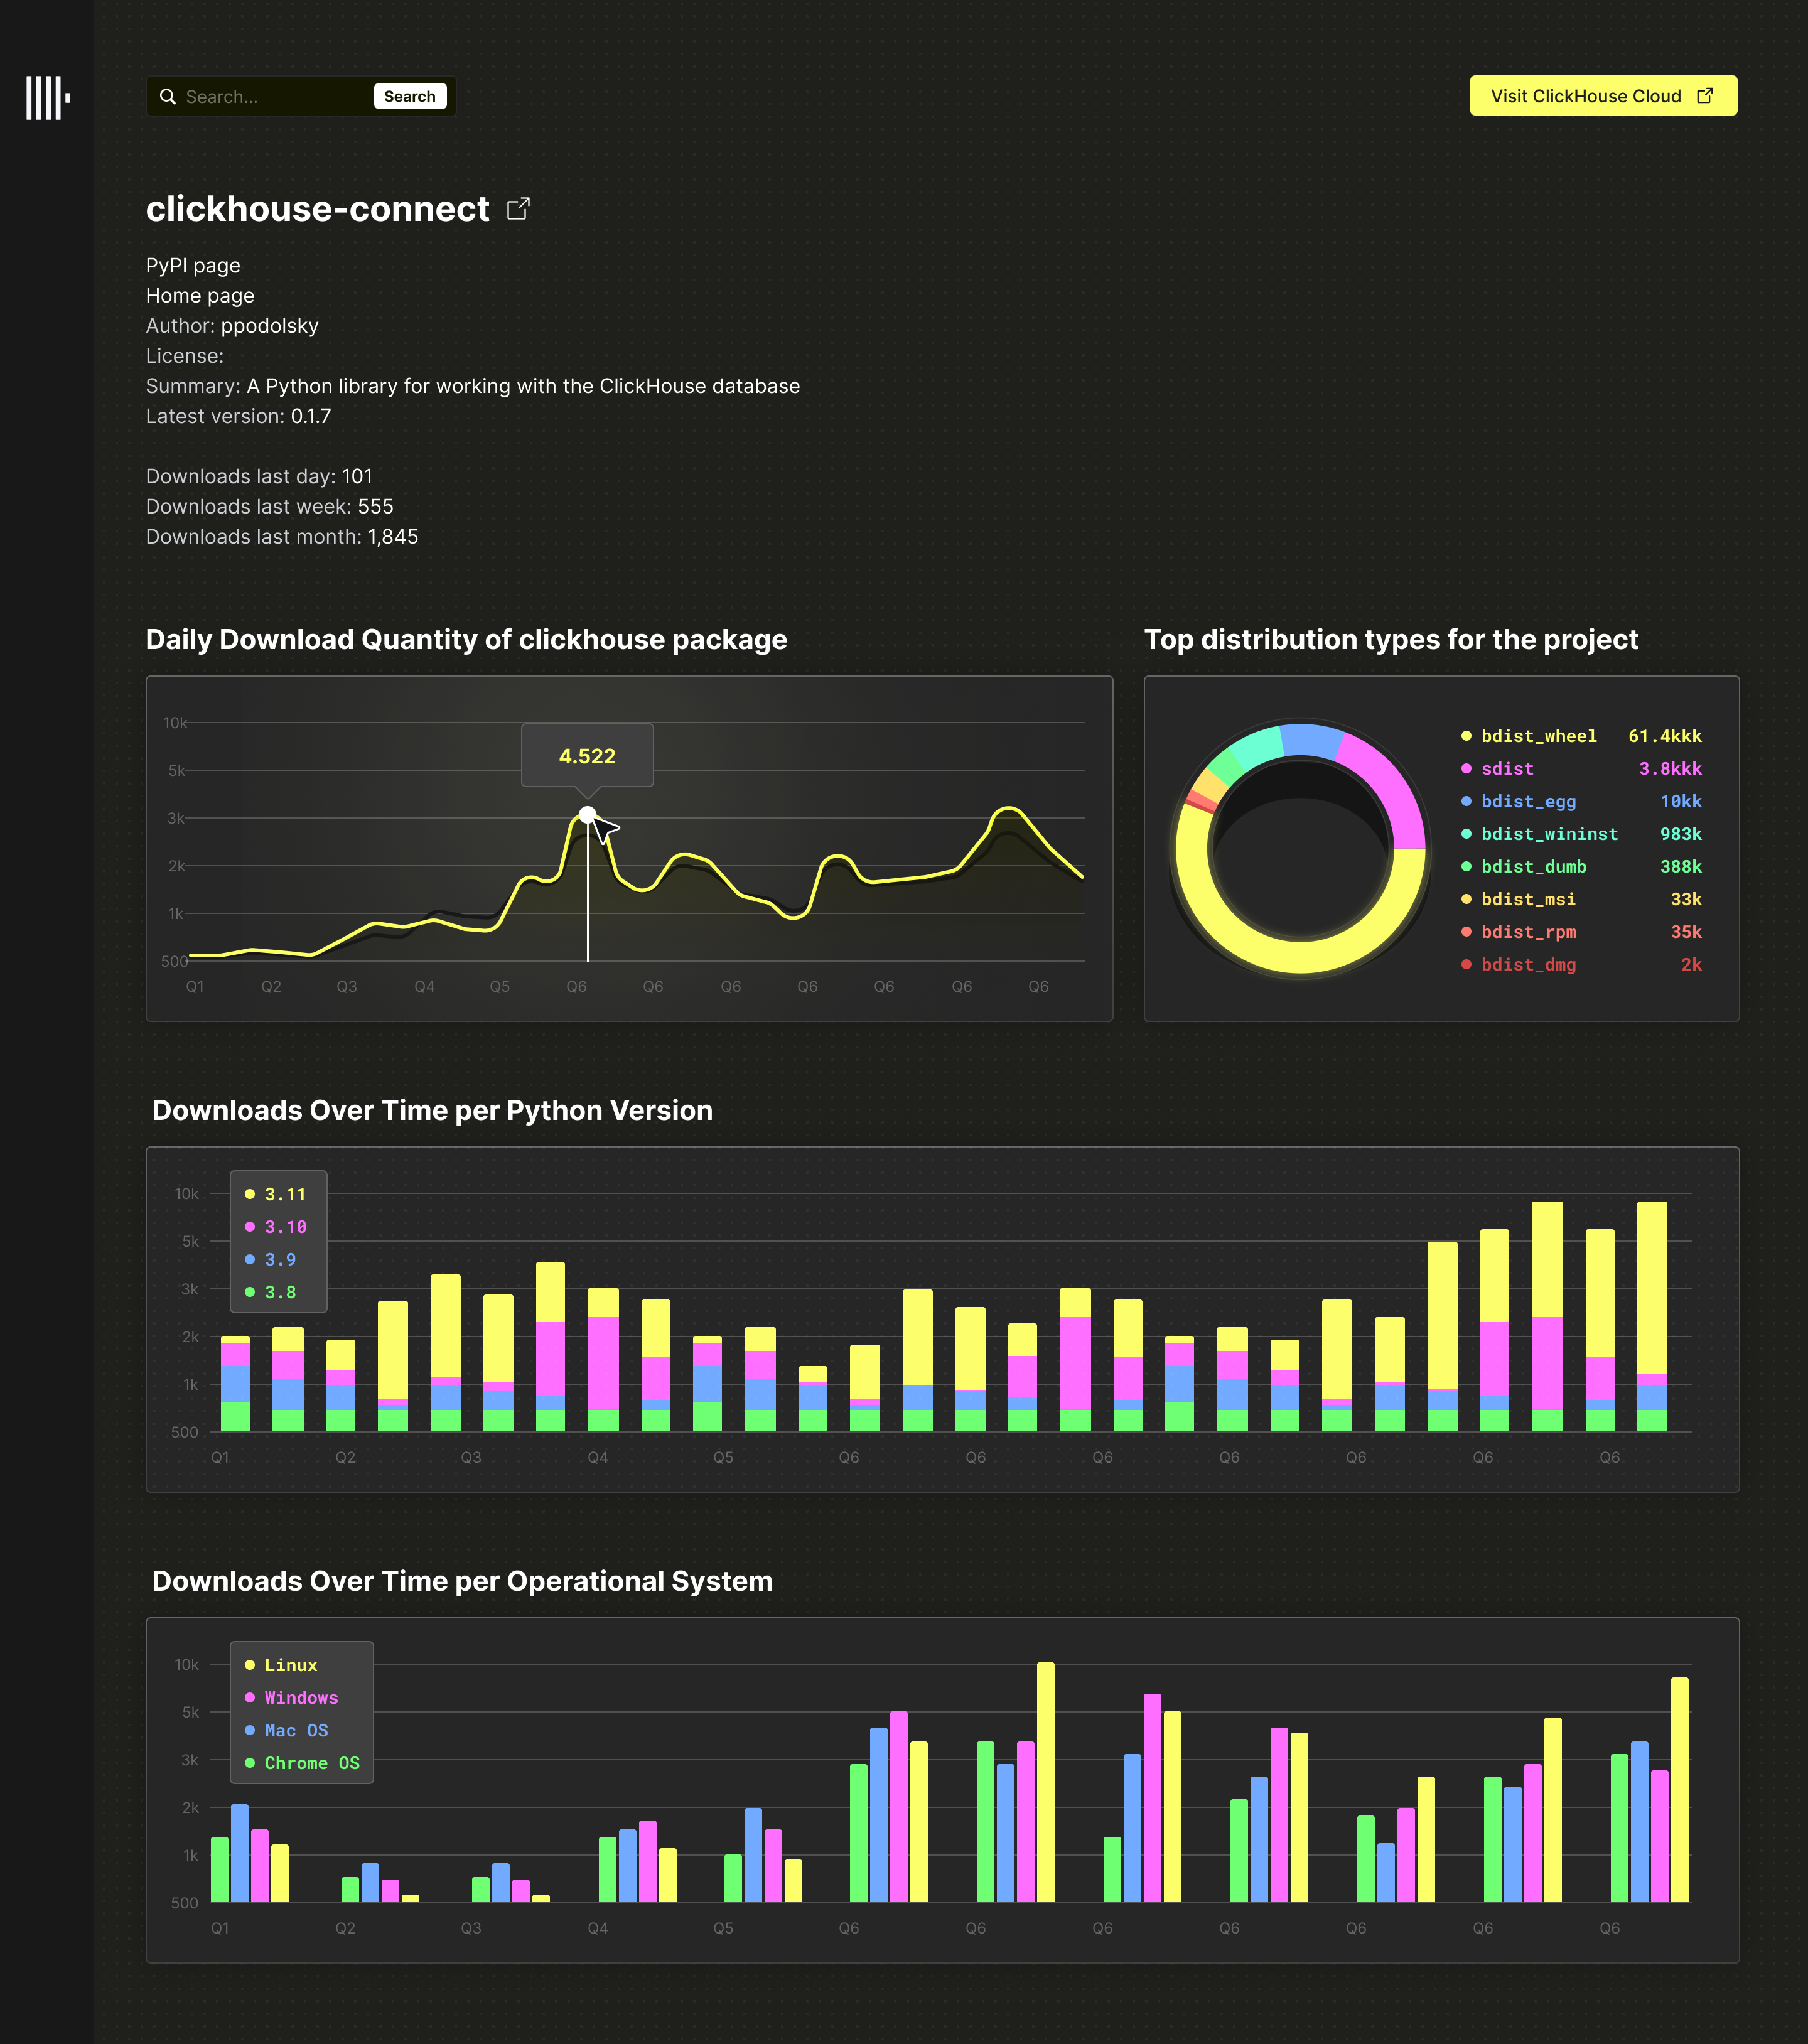 Search...
Search
Visit ClickHouse Cloud
clickhouse-connect
PyPI page
Home page
Author: ppodolsky
License:
Summary: A Python library for working with the ClickHouse database
Latest version: 0.1.7
Downloads last day: 101
Downloads last week: 555
Downloads last month: 1,845
Daily Download Quantity of clickhouse package
10k
5k
3k
2k
1k
500
4.522
Q1 Q2 Q3 Q4 Q5 Q6 Q6 Q6 Q6 Q6 Q6 Q6
Top distribution types for the project
bdist_wheel 61.4kkk
sdist 3.8kkk
bdist_egg 10kk
bdist_wininst 983k
bdist_dumb 388k
bdist_msi 33k
bdist_rpm 35k
bdist_dmg 2k
Downloads Over Time per Python Version
10k
5k
3k
2k
1k
500
3.11
3.10
3.9
3.8
Q1 Q2 Q3 Q4 Q5 Q6 Q6 Q6 Q6 Q6 Q6 Q6
Downloads Over Time per Operational System
10k
5k
3k
2k
1k
500
Linux
Windows
Mac OS
Chrome OS
Q1 Q2 Q3 Q4 Q5 Q6 Q6 Q6 Q6 Q6 Q6 Q6